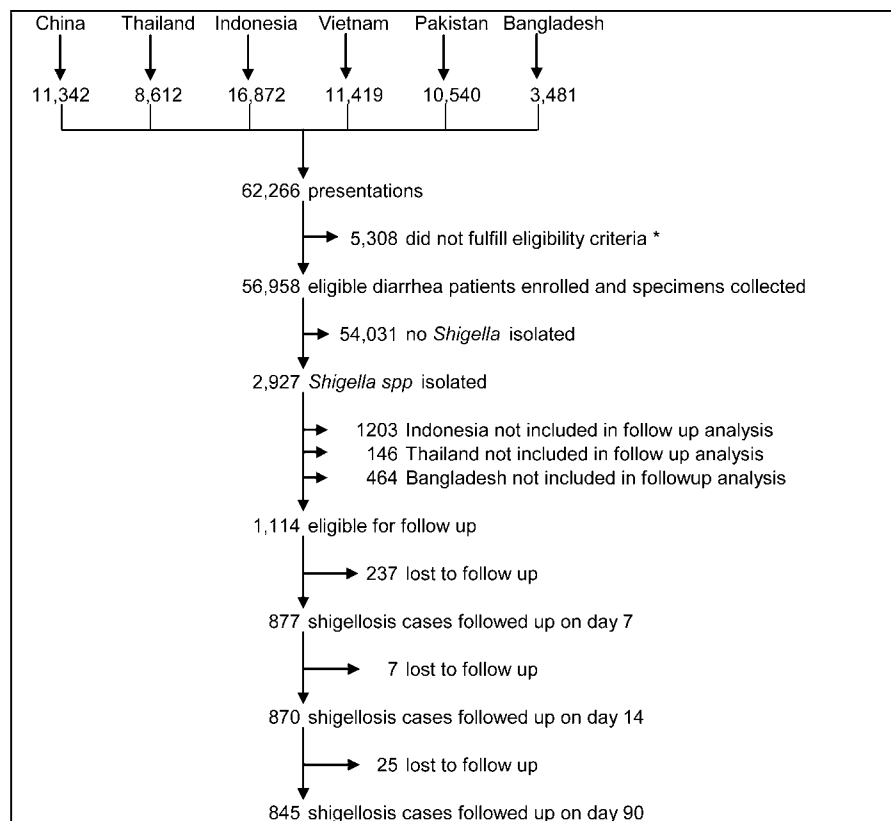 China Thailand Indonesia Vietnam Pakistan Bangladesh
11,342 8,612 16,872 11,419 10,540 3,481
62,266 presentations
5,308 did not fulfill eligibility criteria *
56,958 eligible diarrhea patients enrolled and specimens collected
54,031 no Shigella isolated
2,927 Shigella spp isolated
1203 Indonesia not included in follow up analysis
146 Thailand not included in follow up analysis
464 Bangladesh not included in followup analysis
1,114 eligible for follow up
237 lost to follow up
877 shigellosis cases followed up on day 7
7 lost to follow up
870 shigellosis cases followed up on day 14
25 lost to follow up
845 shigellosis cases followed up on day 90